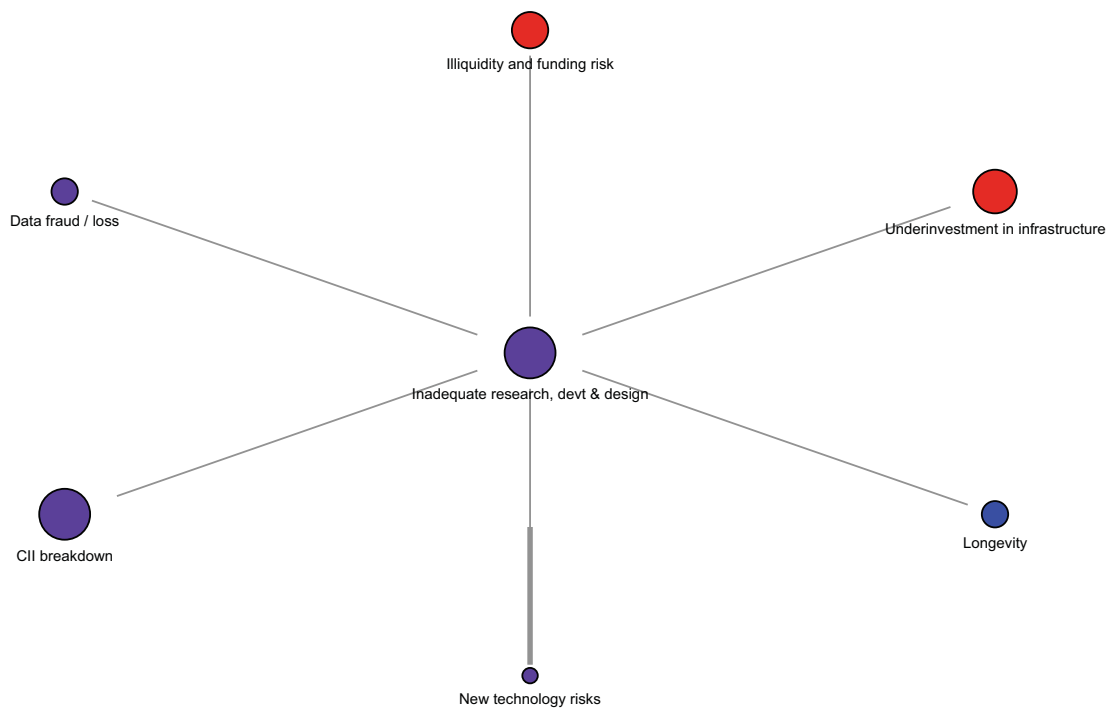 Illiquidity and funding risk
Data fraud / loss
Underinvestment in infrastructure
Inadequate research, devt & design
CII breakdown
Longevity
New technology risks